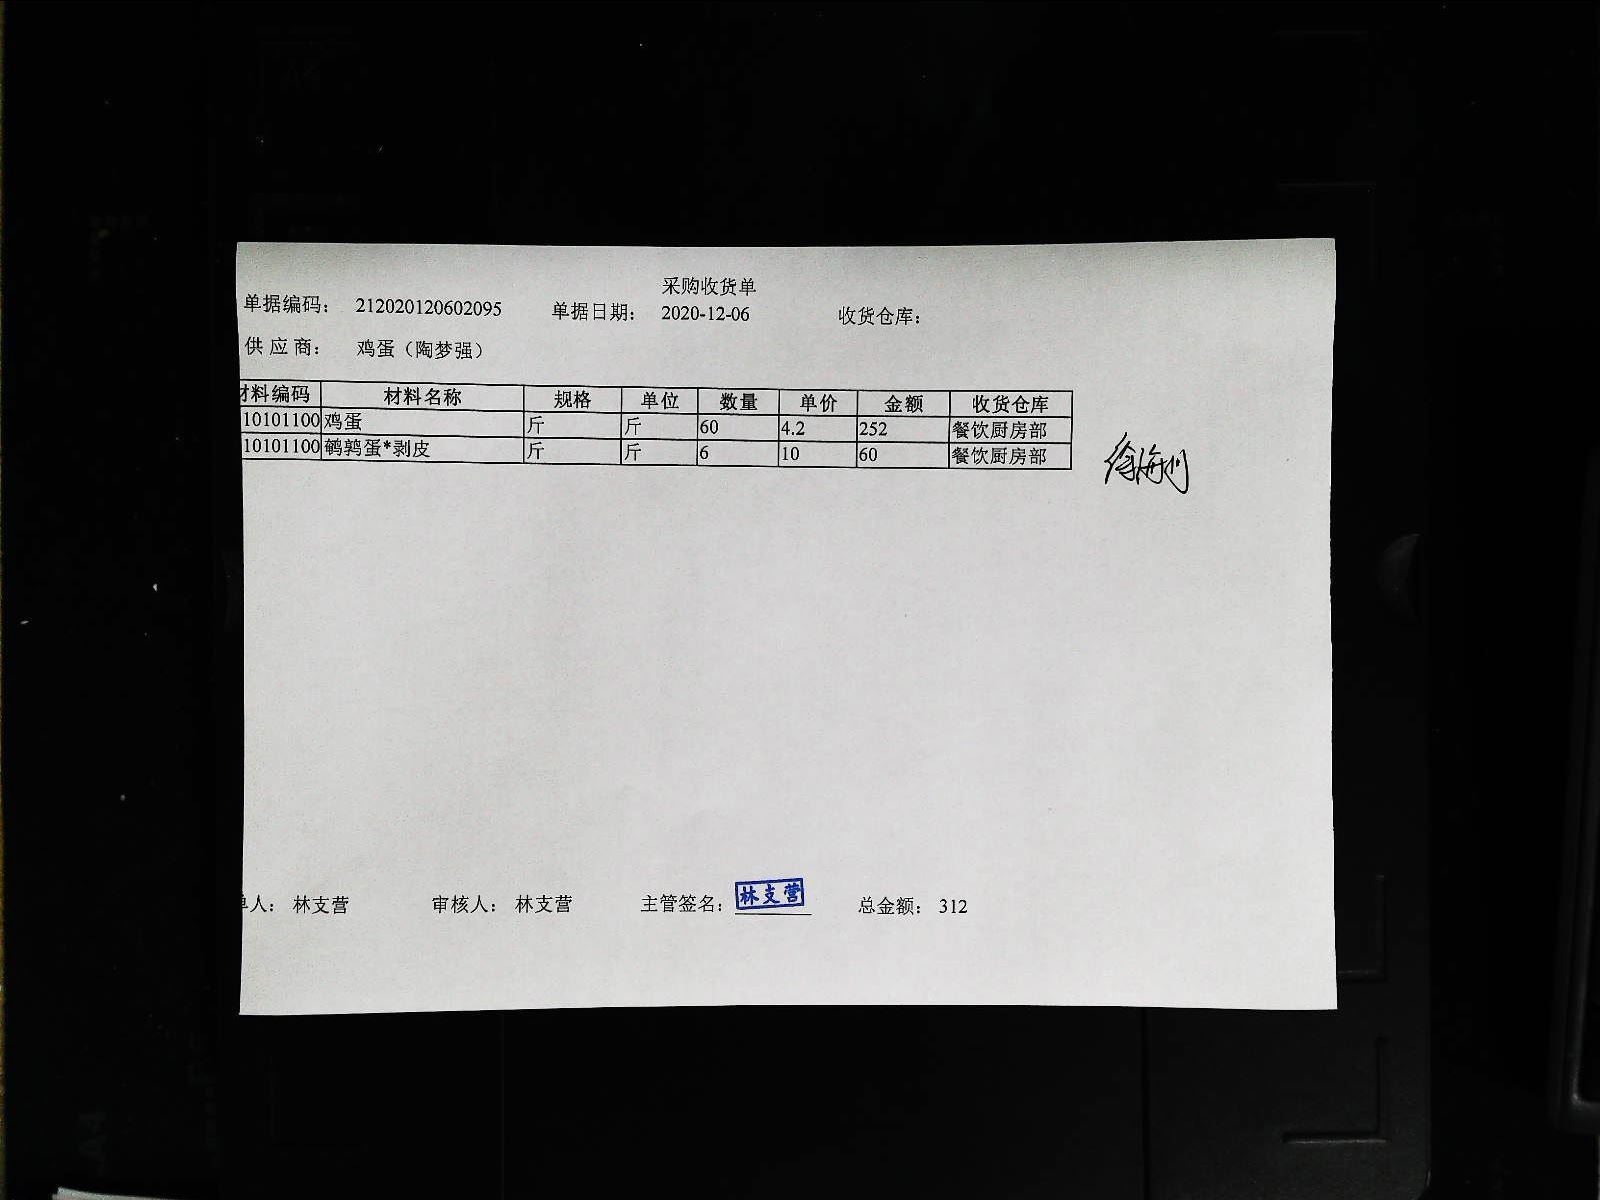 采购收货单
单据编码： 212020120602095 单据日期： 2020-12-06 收货仓库：
供 应 商： 鸡蛋（陶梦强）
材料编码 材料名称 规格 单位 数量 单价 金额 收货仓库
10101100 鸡蛋 斤 斤 60 4.2 252 餐饮厨房部
10101100 鹌鹑蛋*剥皮 斤 斤 6 10 60 餐饮厨房部
单人： 林支营 审核人： 林支营 主管签名： 林支营 总金额： 312